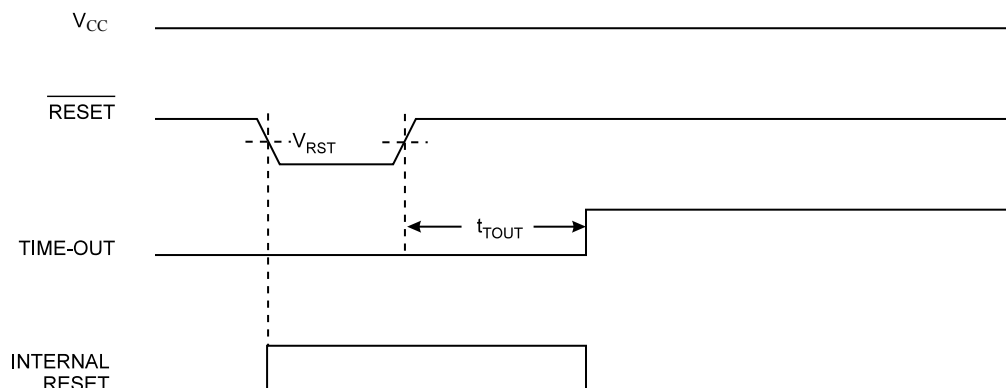 VCC
RESET
VRST
tTOUT
TIME-OUT
INTERNAL
RESET